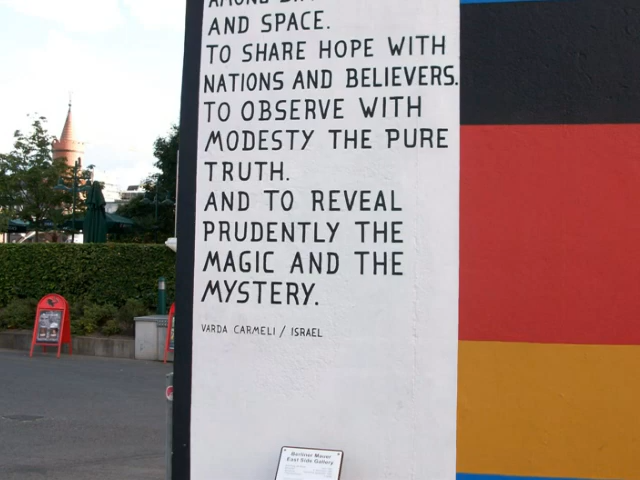 AND SPACE.
TO SHARE HOPE WITH
NATIONS AND BELIEVERS.
TO OBSERVE WITH
MODESTY THE PURE
TRUTH.
AND TO REVEAL
PRUDENTLY THE
MAGIC AND THE
MYSTERY.
VARDA CARMELI / ISRAEL
Berliner Mauer
East Side Gallery